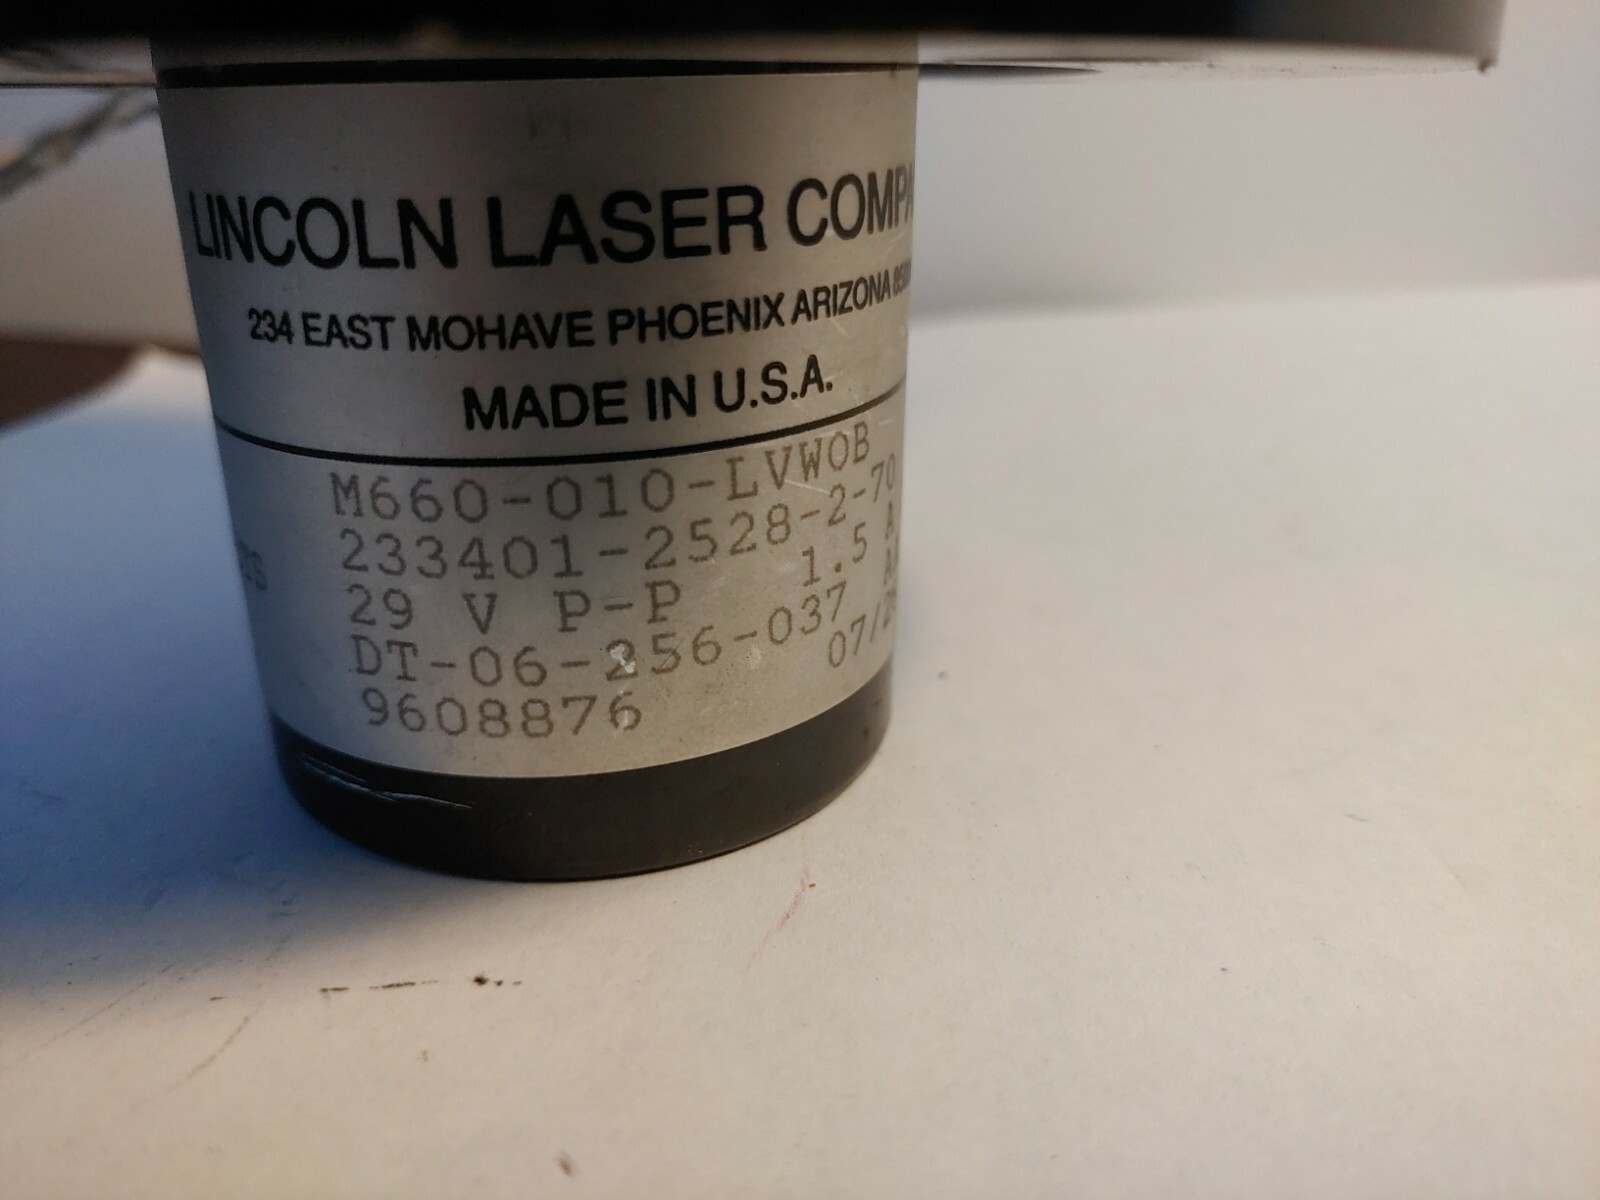 LINCOLN LASER
234 EAST MOHAVE PHOENIX ARIZONA
MADE IN U.S.A.
M660-010-LVWOB
233401-2528-2-70
29 V P-P 1.5 A
DT-06-256-037
9608876